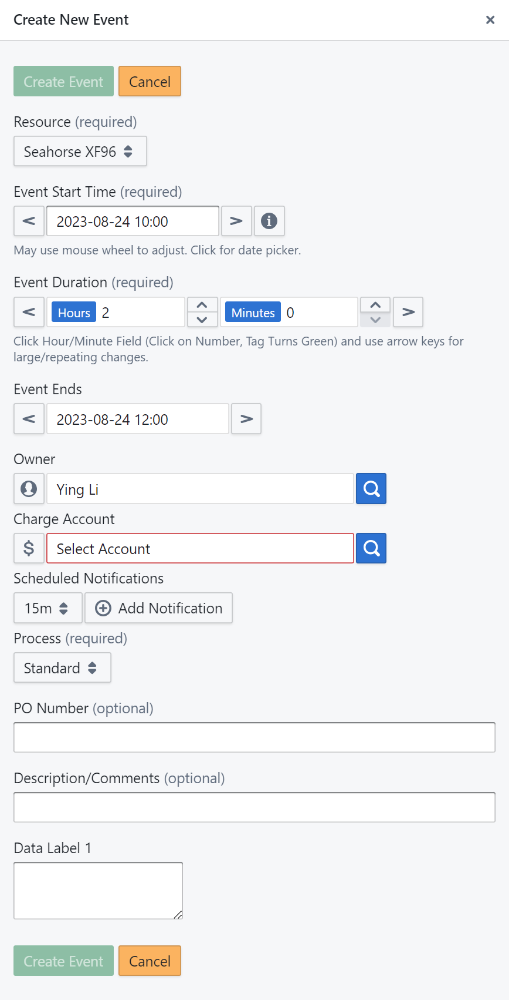 Create New Event
Create Event Cancel
Resource (required)
Seahorse XF96
Event Start Time (required)
< 2023-08-24 10:00 >
May use mouse wheel to adjust. Click for date picker.
Event Duration (required)
< Hours 2 Minutes 0 >
Click Hour/Minute Field (Click on Number, Tag Turns Green) and use arrow keys for
large/repeating changes.
Event Ends
< 2023-08-24 12:00 >
Owner
Ying Li
Charge Account
$ Select Account
Scheduled Notifications
15m Add Notification
Process (required)
Standard
PO Number (optional)
Description/Comments (optional)
Data Label 1
Create Event Cancel